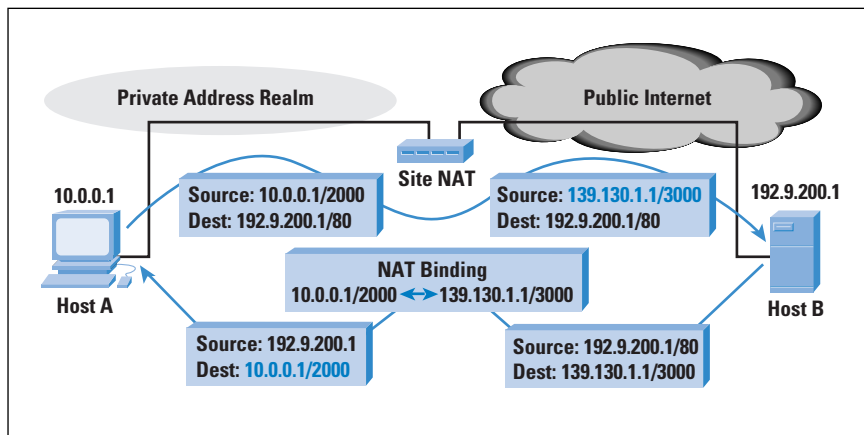 Private Address Realm
Public Internet
Site NAT
10.0.0.1
192.9.200.1
Source: 10.0.0.1/2000
Dest: 192.9.200.1/80
Source: 139.130.1.1/3000
Dest: 192.9.200.1/80
NAT Binding
10.0.0.1/2000 139.130.1.1/3000
Host A
Host B
Source: 192.9.200.1
Dest: 10.0.0.1/2000
Source: 192.9.200.1/80
Dest: 139.130.1.1/3000